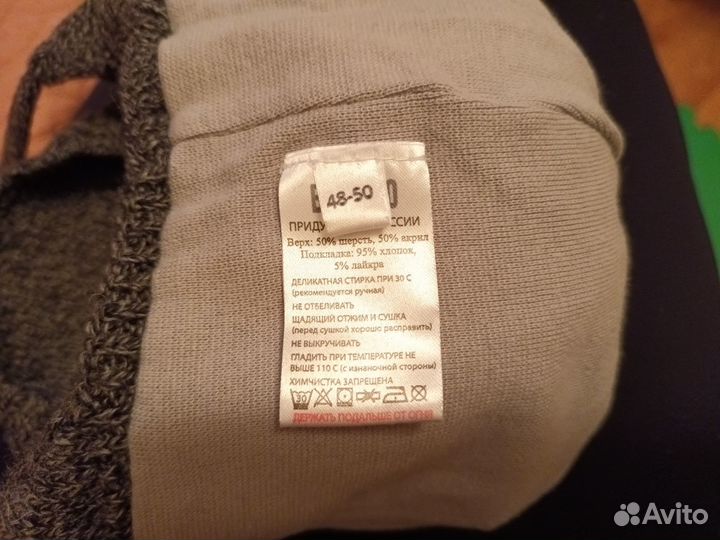 48-50
Верх: 50% шерсть, 50% акрил
Подкладка: 95% хлопок,
5% лайкра
ДЕЛИКАТНАЯ СТИРКА ПРИ 30 С
(рекомендуется ручная)
НЕ ОТБЕЛИВАТЬ
ЩАДЯЩИЙ ОТЖИМ И СУШКА
(перед сушкой хорошо расправить)
НЕ ВЫКРУЧИВАТЬ
ГЛАДИТЬ ПРИ ТЕМПЕРАТУРЕ НЕ
ВЫШЕ 110 С (с изнаночной стороны)
ХИМЧИСТКА ЗАПРЕЩЕНА
30
ДЕРЖАТЬ ПОДАЛЬШЕ ОТ ОГНЯ
Avito